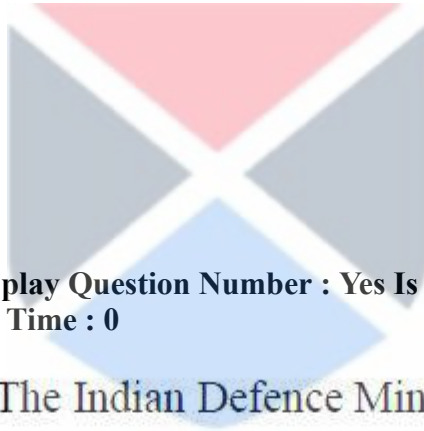 play Question Number : Yes Is
Time : 0
The Indian Defence Min